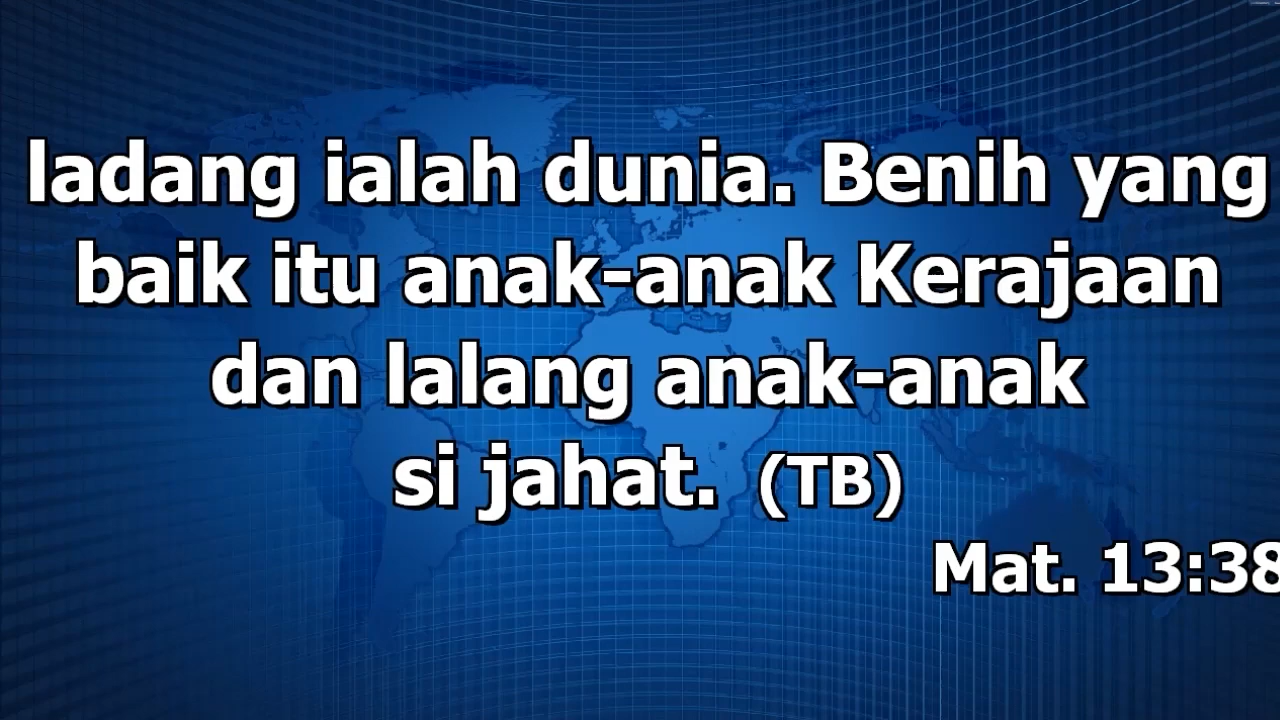 ladang ialah dunia. Benih yang
baik itu anak-anak Kerajaan
dan lalang anak-anak
si jahat. (TB)
Mat. 13:38